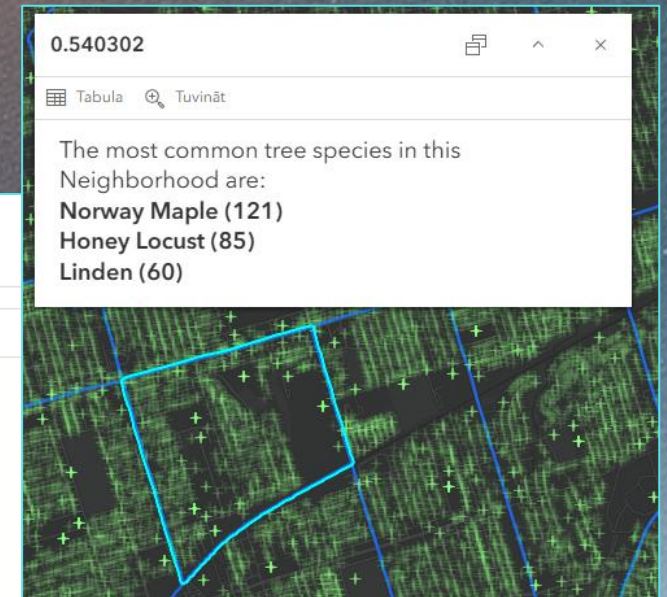 0.540302
Tabula Tuvināt
The most common tree species in this
Neighborhood are:
Norway Maple (121)
Honey Locust (85)
Linden (60)